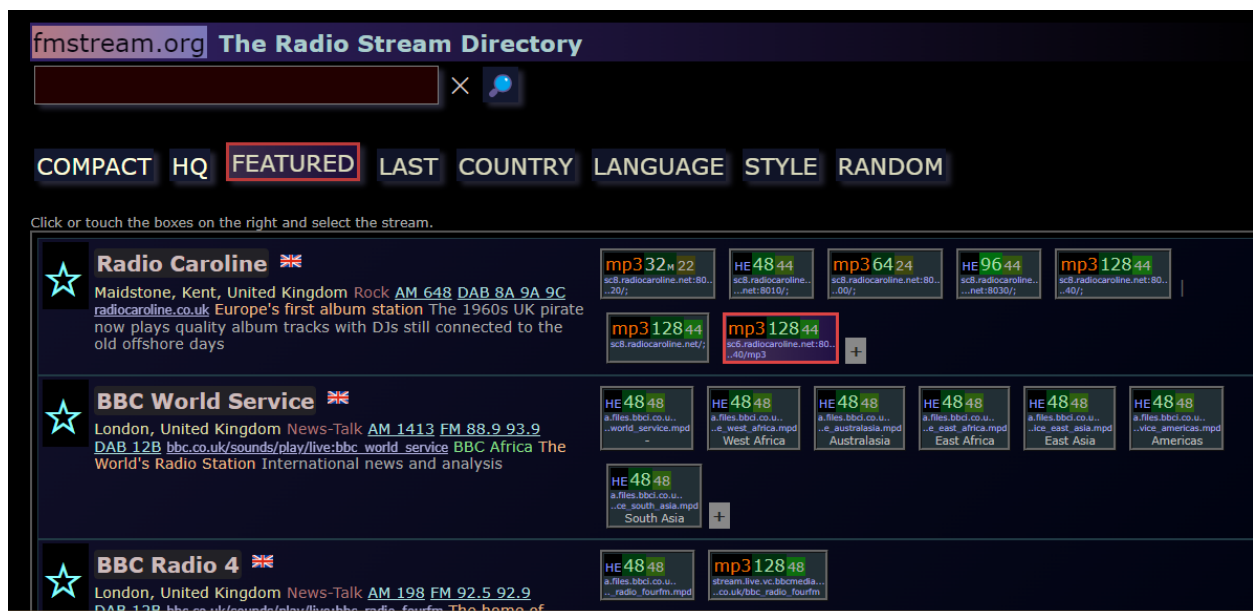 fmstream.org The Radio Stream Directory
×
COMPACT HQ FEATURED LAST COUNTRY LANGUAGE STYLE RANDOM
Click or touch the boxes on the right and select the stream.
Radio Caroline
Maidstone, Kent, United Kingdom Rock AM 648 DAB 8A 9A 9C
radiocaroline.co.uk Europe's first album station The 1960s UK pirate
now plays quality album tracks with DJs still connected to the
old offshore days
mp3 32 M 22
sc8.radiocaroline.net:80..
..20/;
HE 48 44
sc8.radiocaroline..
...net:8010/;
mp3 64 24
sc8.radiocaroline.net:80..
..00/;
HE 96 44
sc8.radiocaroline..
...net:8030/;
mp3 128 44
sc8.radiocaroline.net:80..
..40/;
|
mp3 128 44
sc8.radiocaroline.net/;
mp3 128 44
sc6.radiocaroline.net:80..
..40/mp3
+
BBC World Service
London, United Kingdom News-Talk AM 1413 FM 88.9 93.9
DAB 12B bbc.co.uk/sounds/play/live:bbc_world_service BBC Africa The
World's Radio Station International news and analysis
HE 48 48
a.files.bbci.co.u..
..world_service.mpd
-
HE 48 48
a.files.bbci.co.u..
..e_west_africa.mpd
West Africa
HE 48 48
a.files.bbci.co.u..
..e_australasia.mpd
Australasia
HE 48 48
a.files.bbci.co.u..
..e_east_africa.mpd
East Africa
HE 48 48
a.files.bbci.co.u..
..ice_east_asia.mpd
East Asia
HE 48 48
a.files.bbci.co.u..
..vice_americas.mpd
Americas
HE 48 48
a.files.bbci.co.u..
..ce_south_asia.mpd
South Asia
+
BBC Radio 4
London, United Kingdom News-Talk AM 198 FM 92.5 92.9
DAB 12B bbc.co.uk/sounds/play/live:bbc_radio_fourfm The home of
HE 48 48
a.files.bbci.co.u..
.._radio_fourfm.mpd
mp3 128 48
stream.live.vc.bbcmedia...
...co.uk/bbc_radio_fourfm